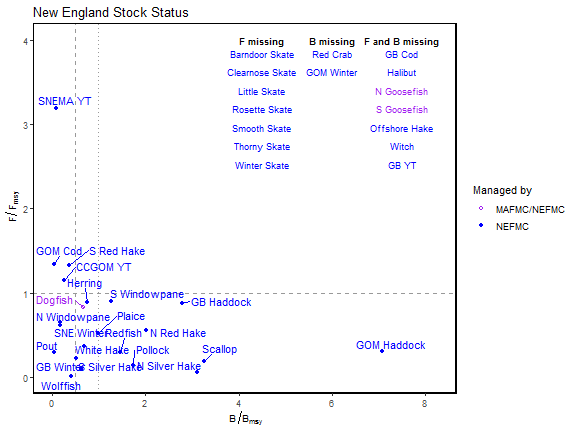 New England Stock Status
F missing B missing F and B missing
Barndoor Skate Red Crab GB Cod
Clearnose Skate GOM Winter Halibut
Little Skate N Goosefish
Rosette Skate S Goosefish
Smooth Skate Offshore Hake
Thorny Skate Witch
Winter Skate GB YT
SNEMA YT
GOM Cod S Red Hake
CCGOM YT
Herring
S Windowpane
Dogfish GB Haddock
N Windowpane Plaice
SNE Winter Redfish N Red Hake
Pout White Hake Pollock Scallop GOM Haddock
GB Winter S Silver Hake N Silver Hake
Wolffish
4
3
2
1
0
F/Fmsy
0 2 4 6 8
B/Bmsy
Managed by
MAFMC/NEFMC
NEFMC